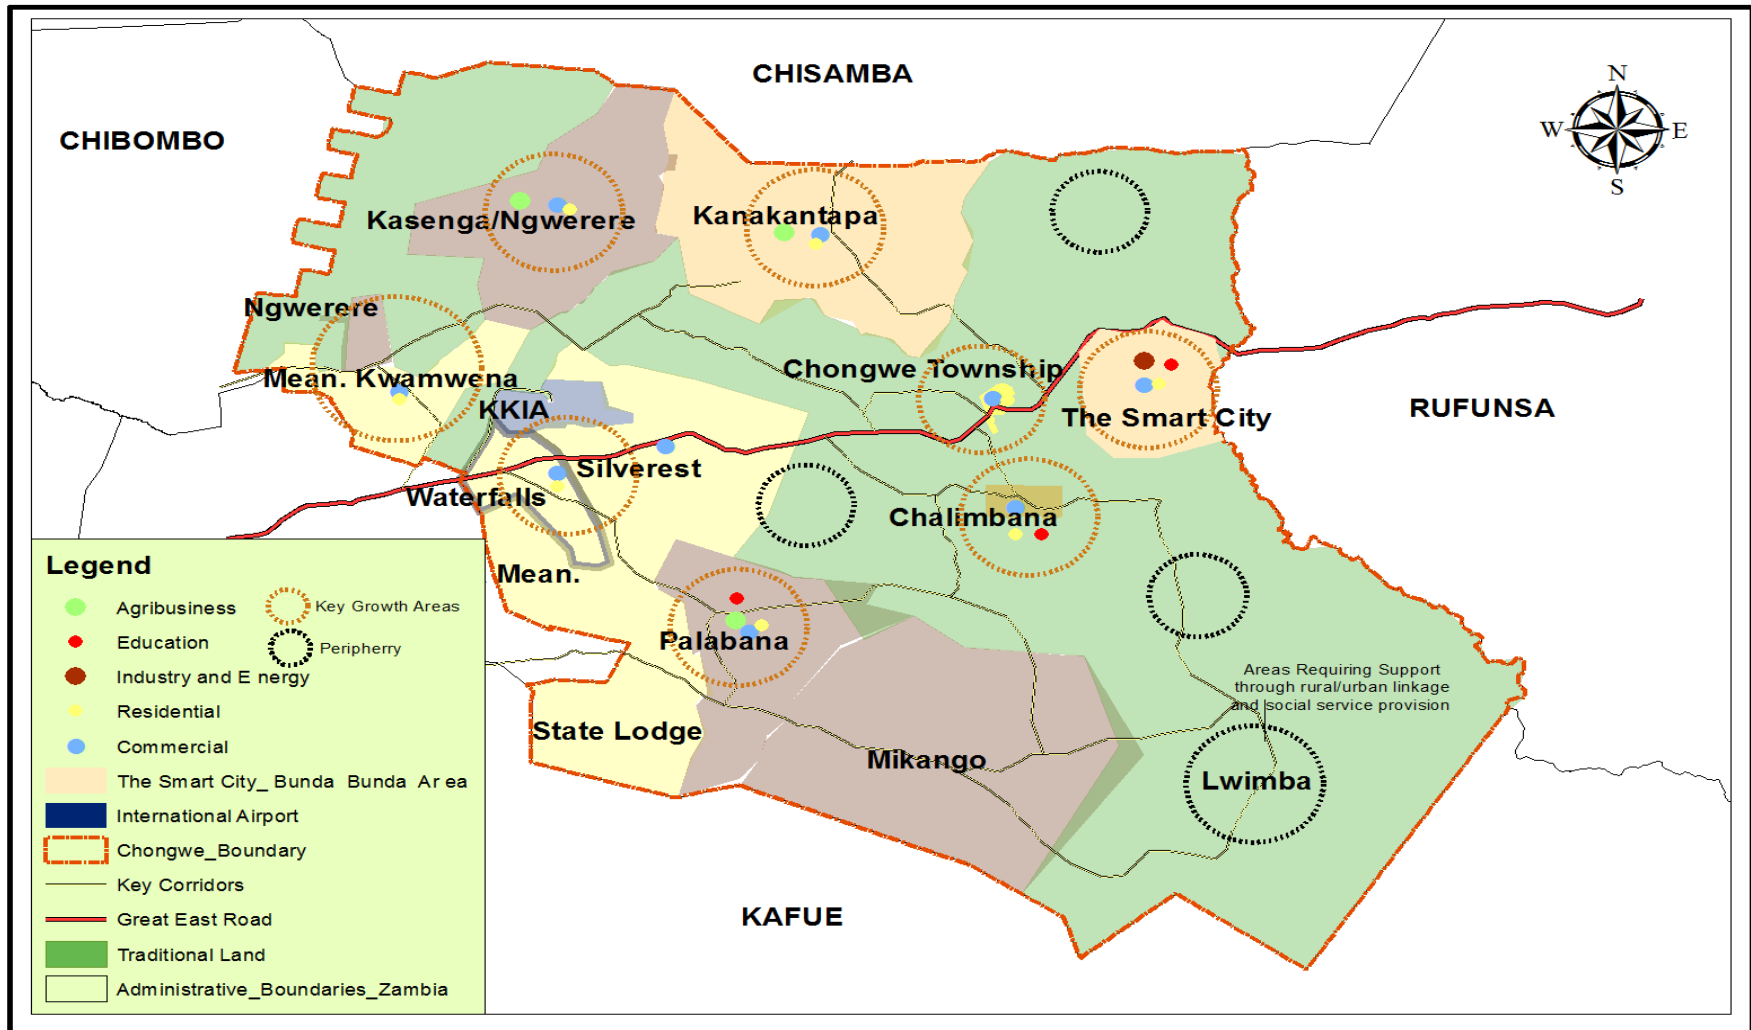 CHISAMBA
CHIBOMBO
N
W
E
S
Kasenga/Ngwerere
Kanakantapa
Ngwerere
Mean. Kwamwena
Chongwe Township
KKIA
The Smart City
RUFUNSA
Silverest
Waterfalls
Chalimbana
Mean.
Palabana
Areas Requiring Support
through rural/urban linkage
and social service provision
State Lodge
Mikango
Lwimba
KAFUE
Legend
Agribusiness
Key Growth Areas
Education
Peripherry
Industry and E nergy
Residential
Commercial
The Smart City_ Bunda Bunda Ar ea
International Airport
Chongwe_Boundary
Key Corridors
Great East Road
Traditional Land
Administrative_Boundaries_Zambia